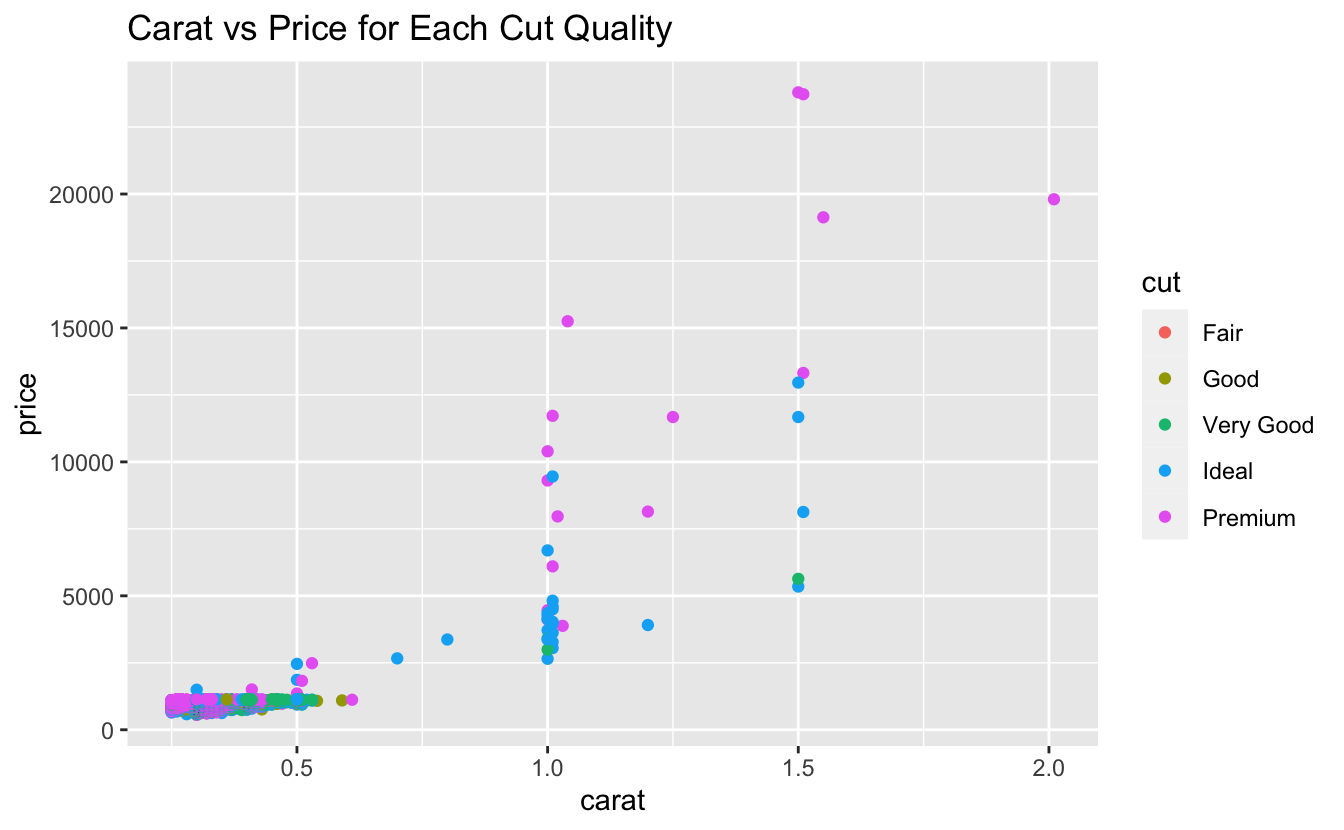 Carat vs Price for Each Cut Quality
20000
15000
10000
5000
0
price
0.5 1.0 1.5 2.0
carat
cut
Fair
Good
Very Good
Ideal
Premium